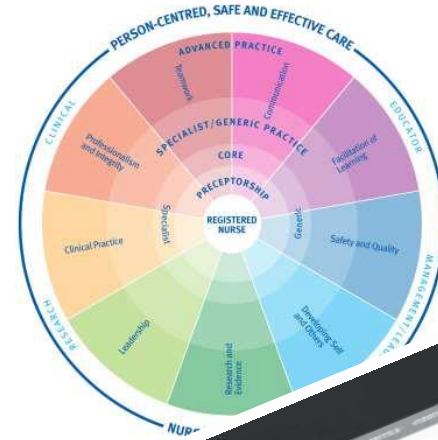 PERSON-CENTRED, SAFE AND EFFECTIVE CARE
CLINICAL
EDUCATOR
ADVANCED PRACTICE
Teamwork
Communication
SPECIALIST/GENERIC PRACTICE
Professionalism
and Integrity
Facilitation of
Learning
CORE
PRECEPTORSHIP
REGISTERED
NURSE
Specialist
Generic
Clinical Practice
Safety and Quality
RESEARCH
MANAGEMENT/
Leadership
Developing Self
and Others
Research and
Evidence